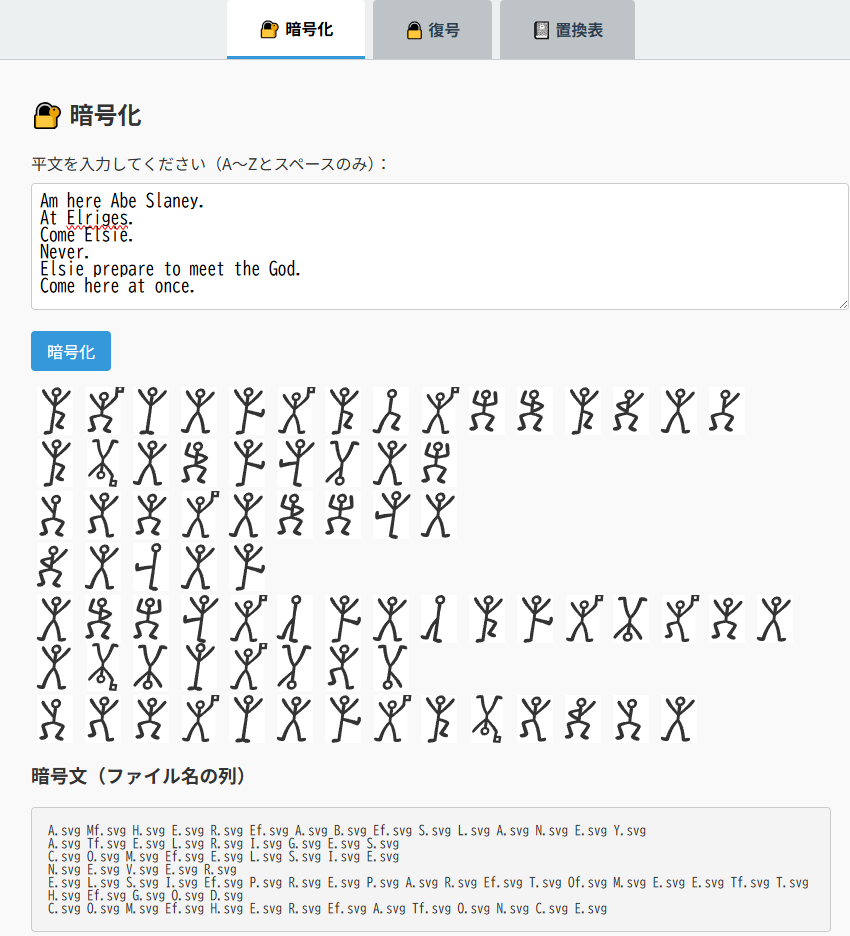 暗号化
復号
置換表
暗号化
平文を入力してください（A～Zとスペースのみ）：
Am here Abe Slaney.
At Elriges.
Come Elsie.
Never.
Elsie prepare to meet the God.
Come here at once.
暗号化
暗号文（ファイル名の列）
A.svg Mf.svg H.svg E.svg R.svg Ef.svg A.svg B.svg Ef.svg S.svg L.svg A.svg N.svg E.svg Y.svg
A.svg Tf.svg E.svg L.svg R.svg I.svg G.svg E.svg S.svg
C.svg O.svg M.svg Ef.svg E.svg L.svg S.svg I.svg E.svg
N.svg E.svg V.svg E.svg R.svg
E.svg L.svg S.svg I.svg Ef.svg P.svg R.svg E.svg P.svg A.svg R.svg Ef.svg T.svg Of.svg M.svg E.svg E.svg Tf.svg T.svg
H.svg Ef.svg G.svg O.svg D.svg
C.svg O.svg M.svg Ef.svg H.svg E.svg R.svg Ef.svg A.svg Tf.svg O.svg N.svg C.svg E.svg